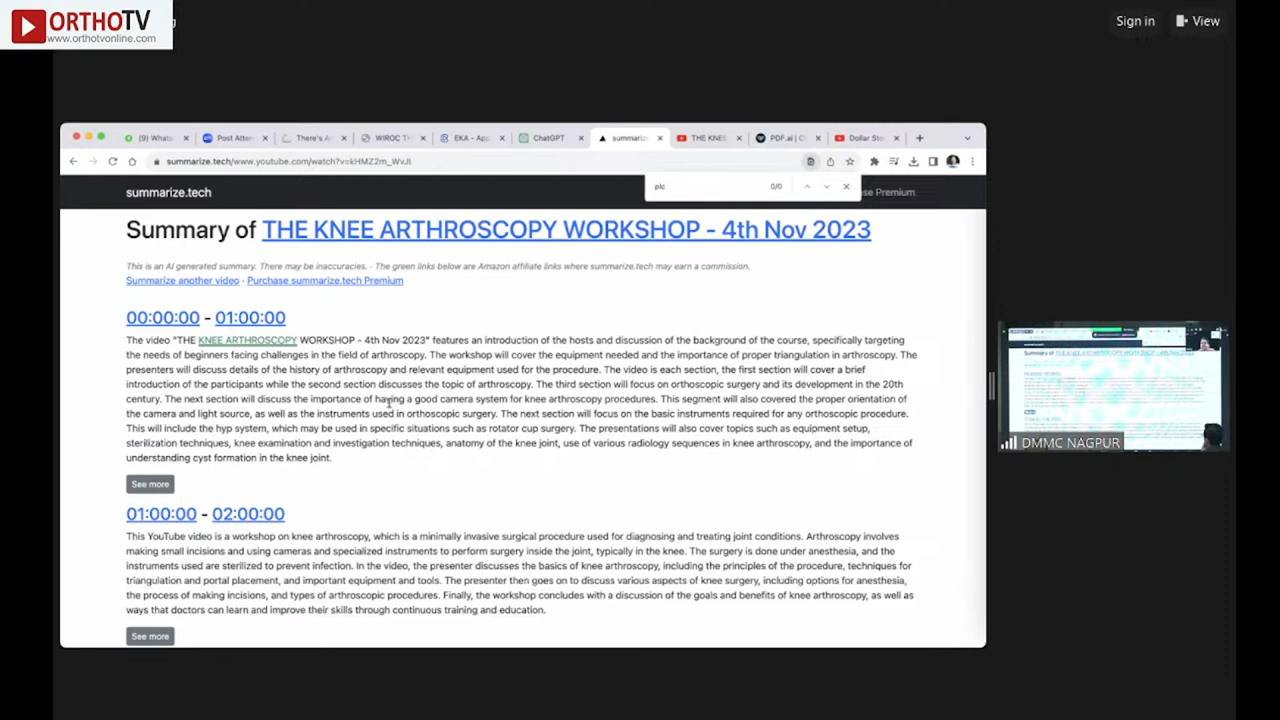 ORTHOTV
www.orthotvonline.com
Sign in
View
(9) Whats
Post Atten
There's A
WIROC T
EKA - App
ChatGPT
summariz
THE KNEE
PDF.ai | C
Dollar Sto
summarize.tech/www.youtube.com/watch?v=kHMZ2m_WvJI
plc
0/0
summarize.tech
se Premium
Summary of THE KNEE ARTHROSCOPY WORKSHOP - 4th Nov 2023
This is an AI generated summary. There may be inaccuracies. · The green links below are Amazon affiliate links where summarize.tech may earn a commission.
Summarize another video · Purchase summarize.tech Premium
00:00:00 - 01:00:00
The video "THE KNEE ARTHROSCOPY WORKSHOP - 4th Nov 2023" features an introduction of the hosts and discussion of the background of the course, specifically targeting
the needs of beginners facing challenges in the field of arthroscopy. The workshop will cover the equipment needed and the importance of proper triangulation in arthroscopy. The
presenters will discuss details of the history of arthroscopy and relevant equipment used for the procedure. The video is each section, the first section will cover a brief
introduction of the participants while the second section discusses the topic of arthroscopy. The third section will focus on orthoscopic surgery and its development in the 20th
century. The next section will discuss the importance of having a good camera system for knee arthroscopy procedures. This segment will also covered the proper orientation of
the camera and light source, as well as the instruments used in orthoscopic surgery. The next section will focus on the basic instruments required for any orthoscopic procedure.
This will include the hyp system, which may be used in specific situations such as rotator cup surgery. The presentations will also cover topics such as equipment setup,
sterilization techniques, knee examination and investigation techniques, anatomy of the knee joint, use of various radiology sequences in knee arthroscopy, and the importance of
understanding cyst formation in the knee joint.
See more
01:00:00 - 02:00:00
This YouTube video is a workshop on knee arthroscopy, which is a minimally invasive surgical procedure used for diagnosing and treating joint conditions. Arthroscopy involves
making small incisions and using cameras and specialized instruments to perform surgery inside the joint, typically in the knee. The surgery is done under anesthesia, and the
instruments used are sterilized to prevent infection. In the video, the presenter discusses the basics of knee arthroscopy, including the principles of the procedure, techniques for
triangulation and portal placement, and important equipment and tools. The presenter then goes on to discuss various aspects of knee surgery, including options for anesthesia,
the process of making incisions, and types of arthroscopic procedures. Finally, the workshop concludes with a discussion of the goals and benefits of knee arthroscopy, as well as
ways that doctors can learn and improve their skills through continuous training and education.
See more
DMMC NAGPUR